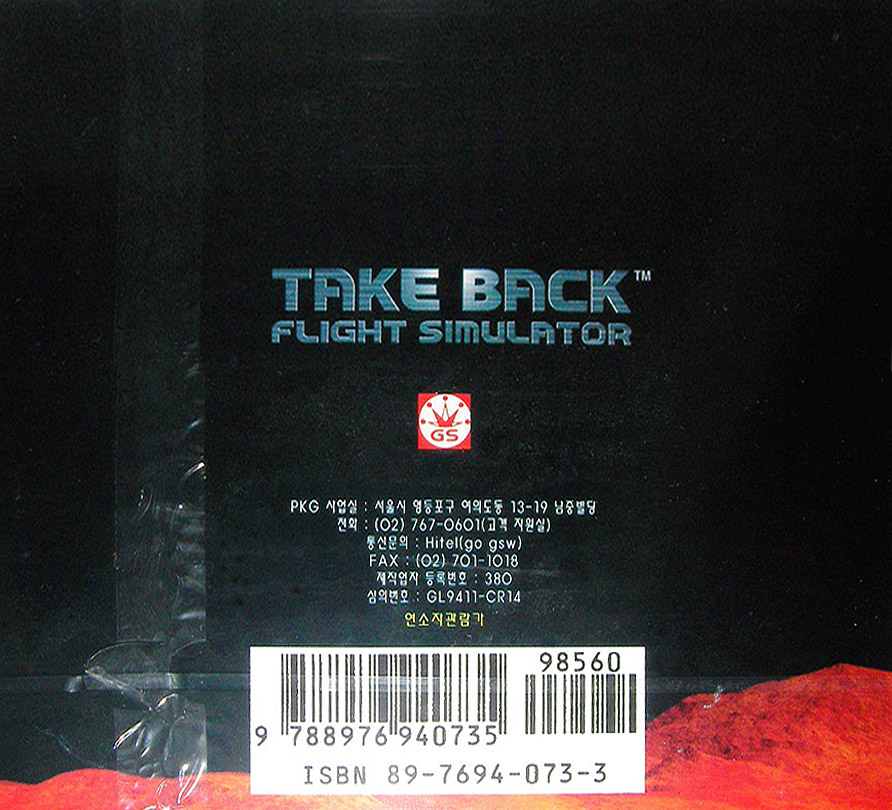 TAKE BACK™
FLIGHT SIMULATOR
GS
PKG 사업실 : 서울시 영등포구 여의도동 13-19 남중빌딩
전화 : (02) 767-0601(고객 지원실)
통신문의 : Hitel(go gsw)
FAX : (02) 701-1018
제작업자 등록번호 : 380
심의번호 : GL9411-CR14
연소자관람가
98560
9 788976 940735
ISBN 89-7694-073-3